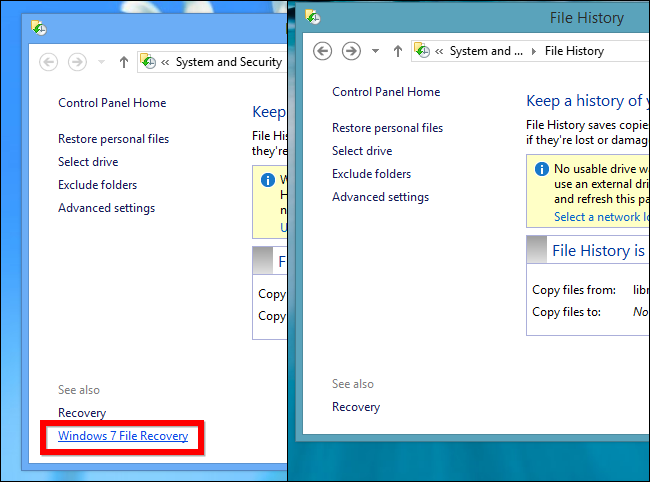 System and Security
Control Panel Home
Restore personal files
Select drive
Exclude folders
Advanced settings
Keep
File His
they're
Copy
Copy
See also
Recovery
Windows 7 File Recovery
File History
System and ... File History
Control Panel Home
Restore personal files
Select drive
Exclude folders
Advanced settings
Keep a history of y
File History saves copie
if they're lost or damag
No usable drive w
use an external dri
and refresh this pa
Select a network lo
File History is
Copy files from: libr
Copy files to: No
See also
Recovery